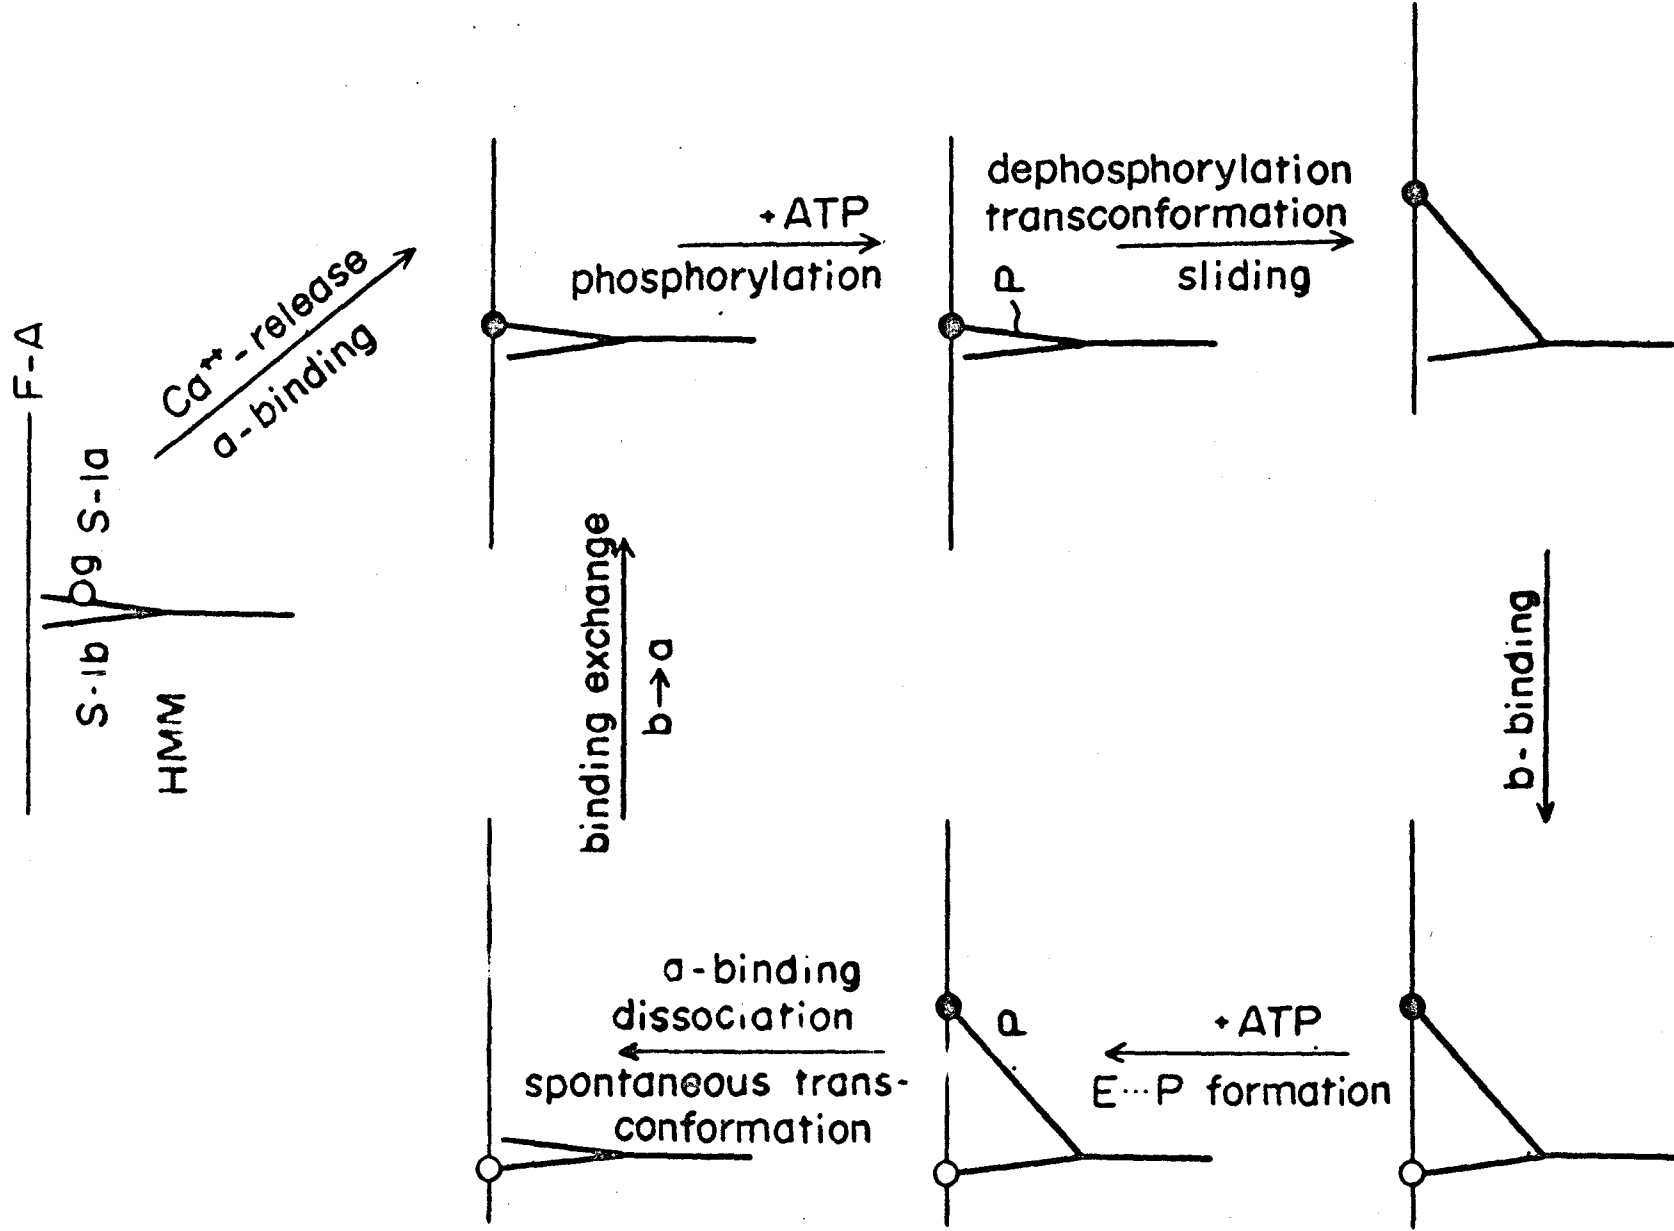 F-A
S-1b
g S-1a
HMM
Ca⁺⁺-release
a-binding
+ATP
phosphorylation
P
dephosphorylation
transconformation
sliding
b-binding
+ATP
E···P formation
P
a-binding
dissociation
spontaneous trans-
conformation
binding exchange
b→a